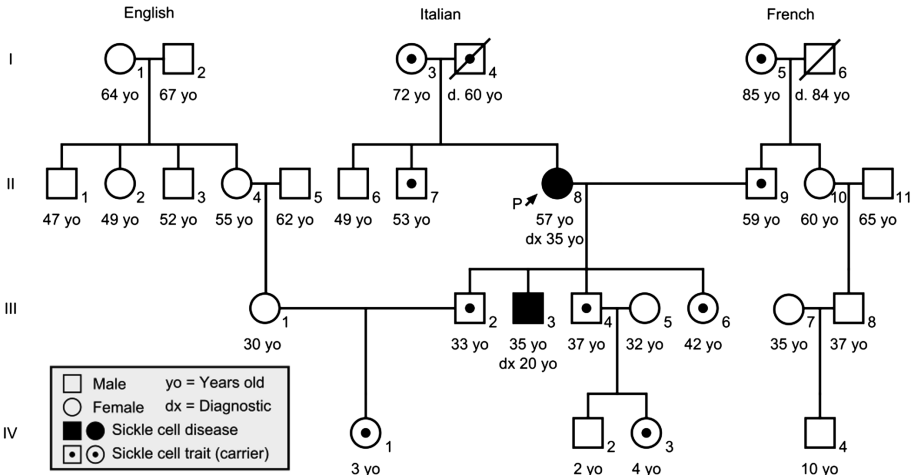 English Italian French
I 1 2 3 4 5 6
64 yo 67 yo 72 yo d. 60 yo 85 yo d. 84 yo
II 1 2 3 4 5 6 7 P 8 9 10 11
47 yo 49 yo 52 yo 55 yo 62 yo 49 yo 53 yo 57 yo 59 yo 60 yo 65 yo
dx 35 yo
III 1 2 3 4 5 6 7 8
30 yo 33 yo 35 yo 37 yo 32 yo 42 yo 35 yo 37 yo
dx 20 yo
Male yo = Years old
Female dx = Diagnostic
Sickle cell disease
Sickle cell trait (carrier)
IV 1 2 3 4
3 yo 2 yo 4 yo 10 yo